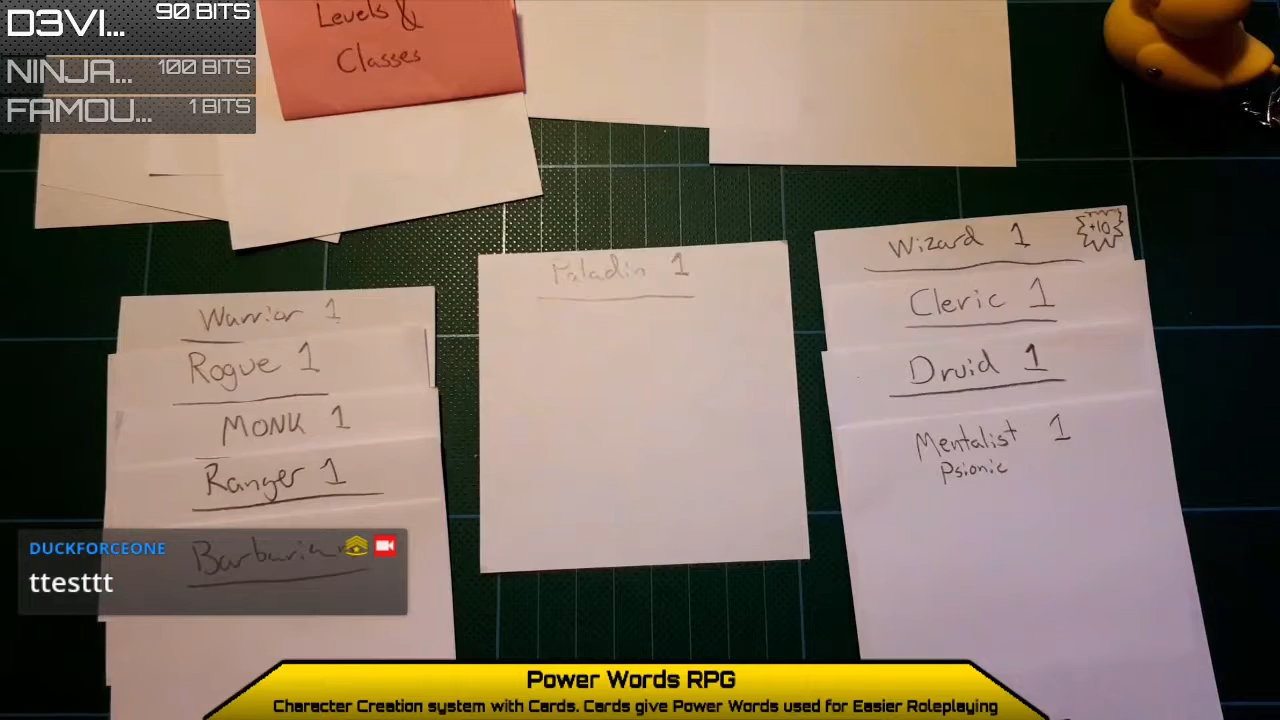 D3VI... 90 BITS
NINJA... 100 BITS
FAMOU... 1 BITS
Levels &
Classes
Warrior 1
Rogue 1
MONK 1
Ranger 1
Barbarian
Paladin 1
Wizard 1
+10
Cleric 1
Druid 1
Mentalist 1
Psionic
DUCKFORCEONE
ttesttt
Power Words RPG
Character Creation system with Cards. Cards give Power Words used for Easier Roleplaying